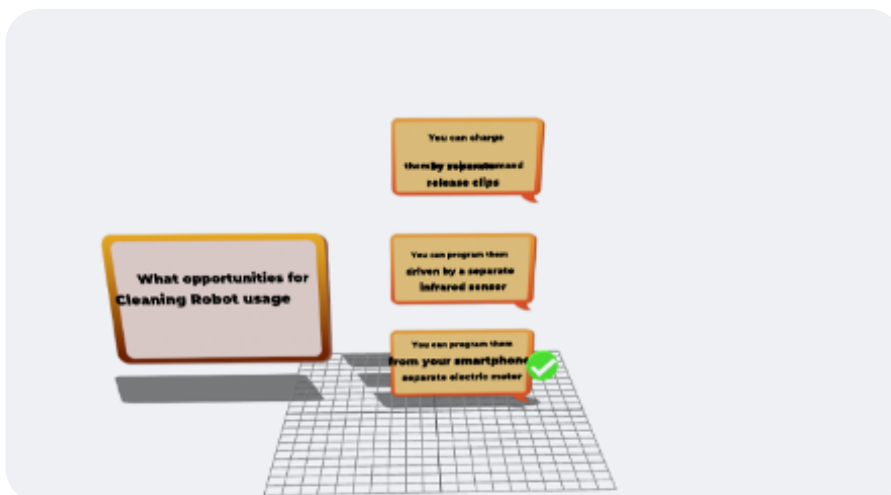 What opportunities for
Cleaning Robot usage
You can charge
release clips
You can program them
driven by a separate
infrared sensor
You can program them
from your smartphone
separate electric motor